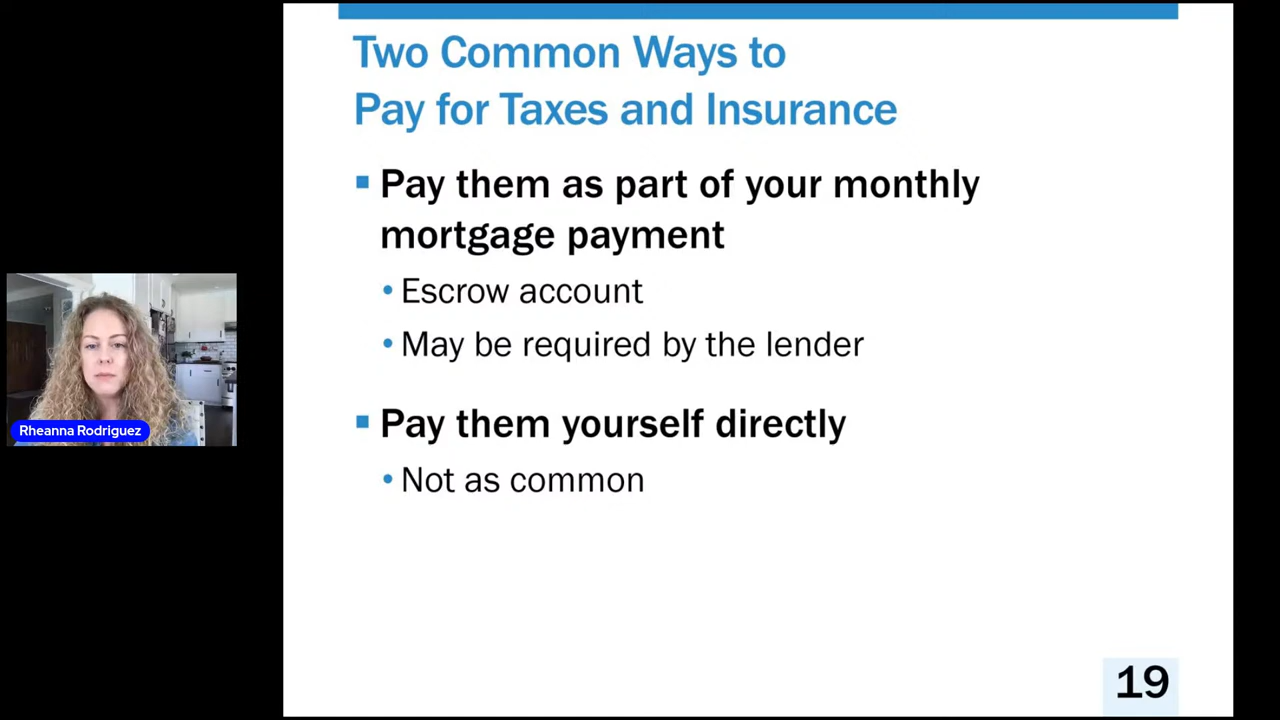 Two Common Ways to
Pay for Taxes and Insurance
▪ Pay them as part of your monthly
mortgage payment
• Escrow account
• May be required by the lender
▪ Pay them yourself directly
• Not as common
Rheanna Rodriguez
19